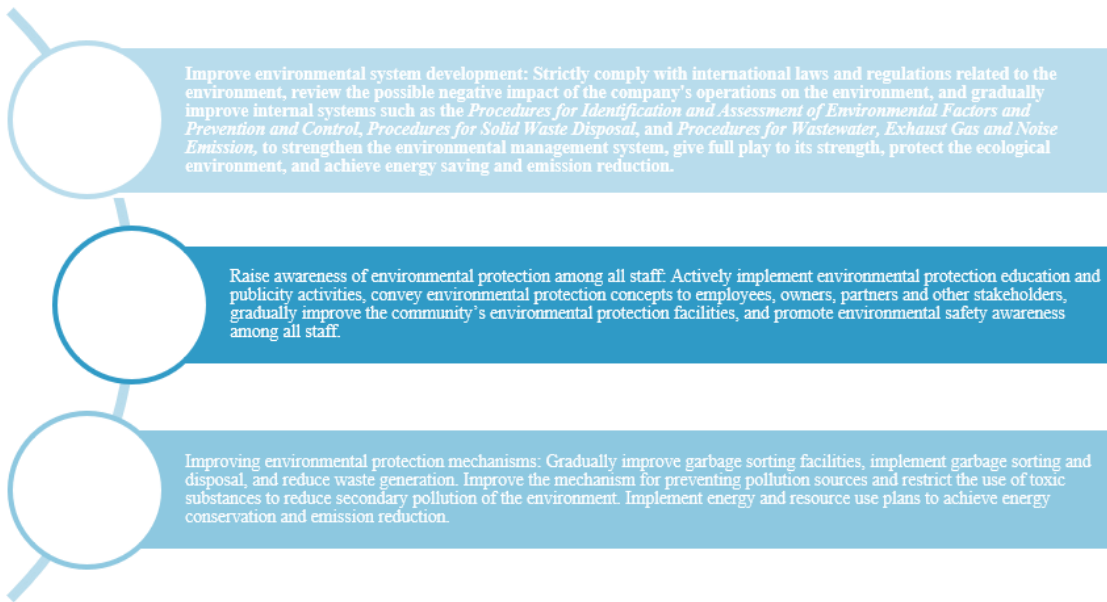 Improve environmental system development: Strictly comply with international laws and regulations related to the
environment, review the possible negative impact of the company's operations on the environment, and gradually
improve internal systems such as the Procedures for Identification and Assessment of Environmental Factors and
Prevention and Control, Procedures for Solid Waste Disposal, and Procedures for Wastewater, Exhaust Gas and Noise
Emission, to strengthen the environmental management system, give full play to its strength, protect the ecological
environment, and achieve energy saving and emission reduction.
Raise awareness of environmental protection among all staff: Actively implement environmental protection education and
publicity activities, convey environmental protection concepts to employees, owners, partners and other stakeholders,
gradually improve the community's environmental protection facilities, and promote environmental safety awareness
among all staff.
Improving environmental protection mechanisms: Gradually improve garbage sorting facilities, implement garbage sorting and
disposal, and reduce waste generation. Improve the mechanism for preventing pollution sources and restrict the use of toxic
substances to reduce secondary pollution of the environment. Implement energy and resource use plans to achieve energy
conservation and emission reduction.